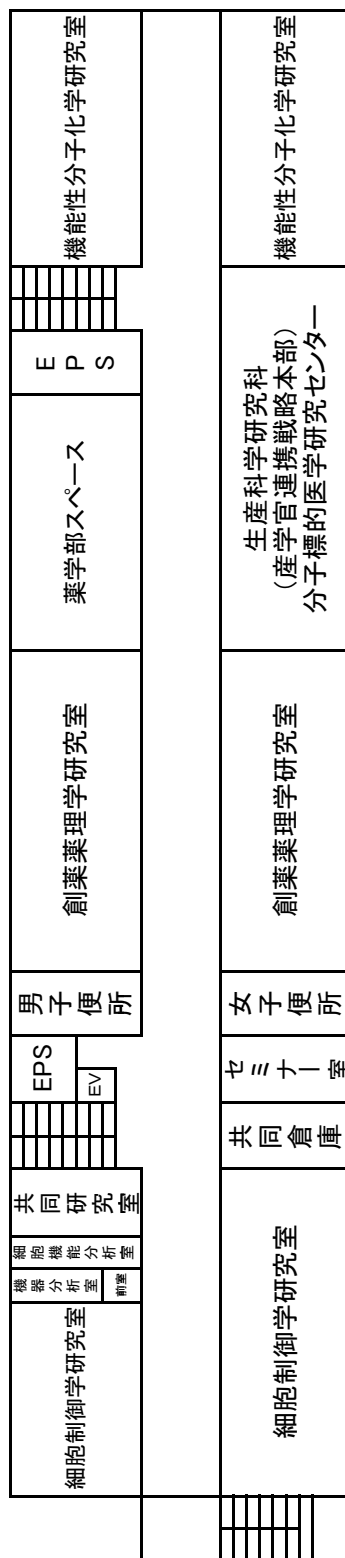 機能性分子化学研究室
EPS
薬学部スペース
創薬薬理学研究室
男子便所
EPS
EV
共同研究室
細胞機能分析室
機器分析室
前室
細胞制御学研究室
機能性分子化学研究室
生産科学研究科
(産学官連携戦略本部)
分子標的医学研究センター
創薬薬理学研究室
女子便所
セミナー室
共同倉庫
細胞制御学研究室